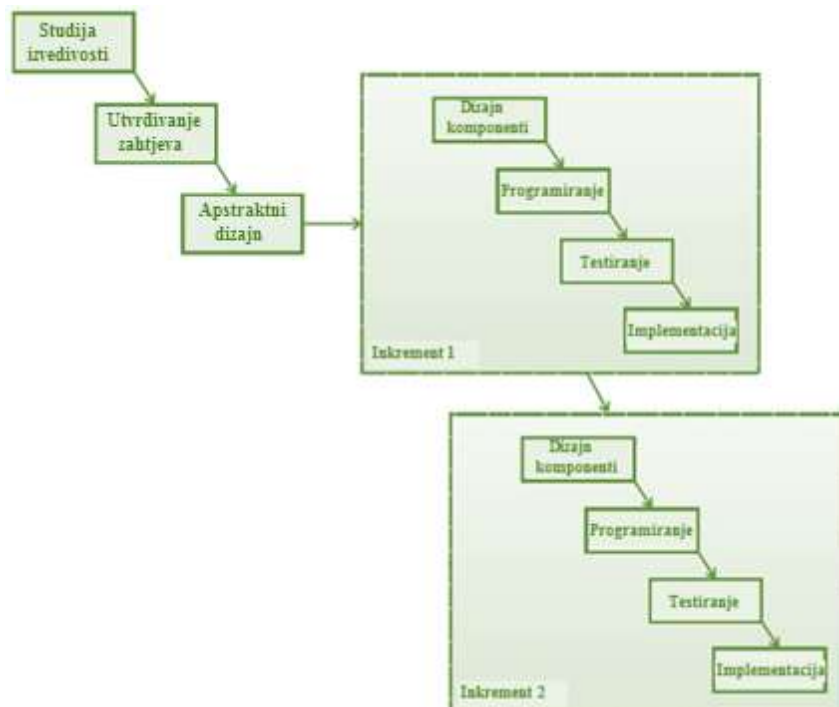 Studija
izvedivosti
Utvrđivanje
zahtjeva
Apstraktni
dizajn
Dizajn
komponenti
Programiranje
Testiranje
Implementacija
Inkrement 1
Dizajn
komponenti
Programiranje
Testiranje
Implementacija
Inkrement 2